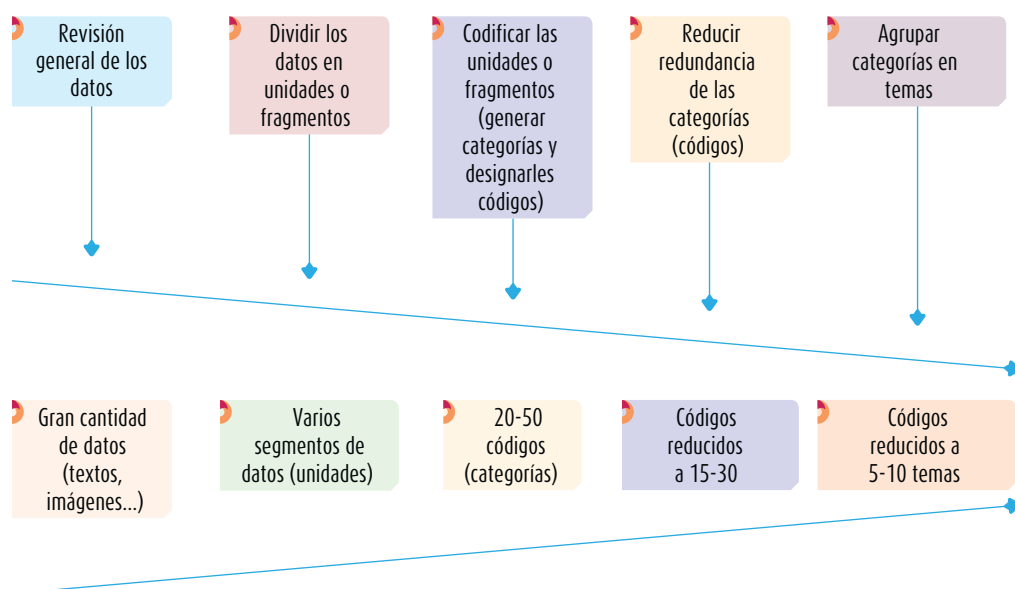 Revisión
general de los
datos
Dividir los
datos en
unidades o
fragmentos
Codificar las
unidades o
fragmentos
(generar
categorías y
designarles
códigos)
Reducir
redundancia
de las
categorías
(códigos)
Agrupar
categorías en
temas
Gran cantidad
de datos
(textos,
imágenes...)
Varios
segmentos de
datos (unidades)
20-50
códigos
(categorías)
Códigos
reducidos
a 15-30
Códigos
reducidos a
5-10 temas